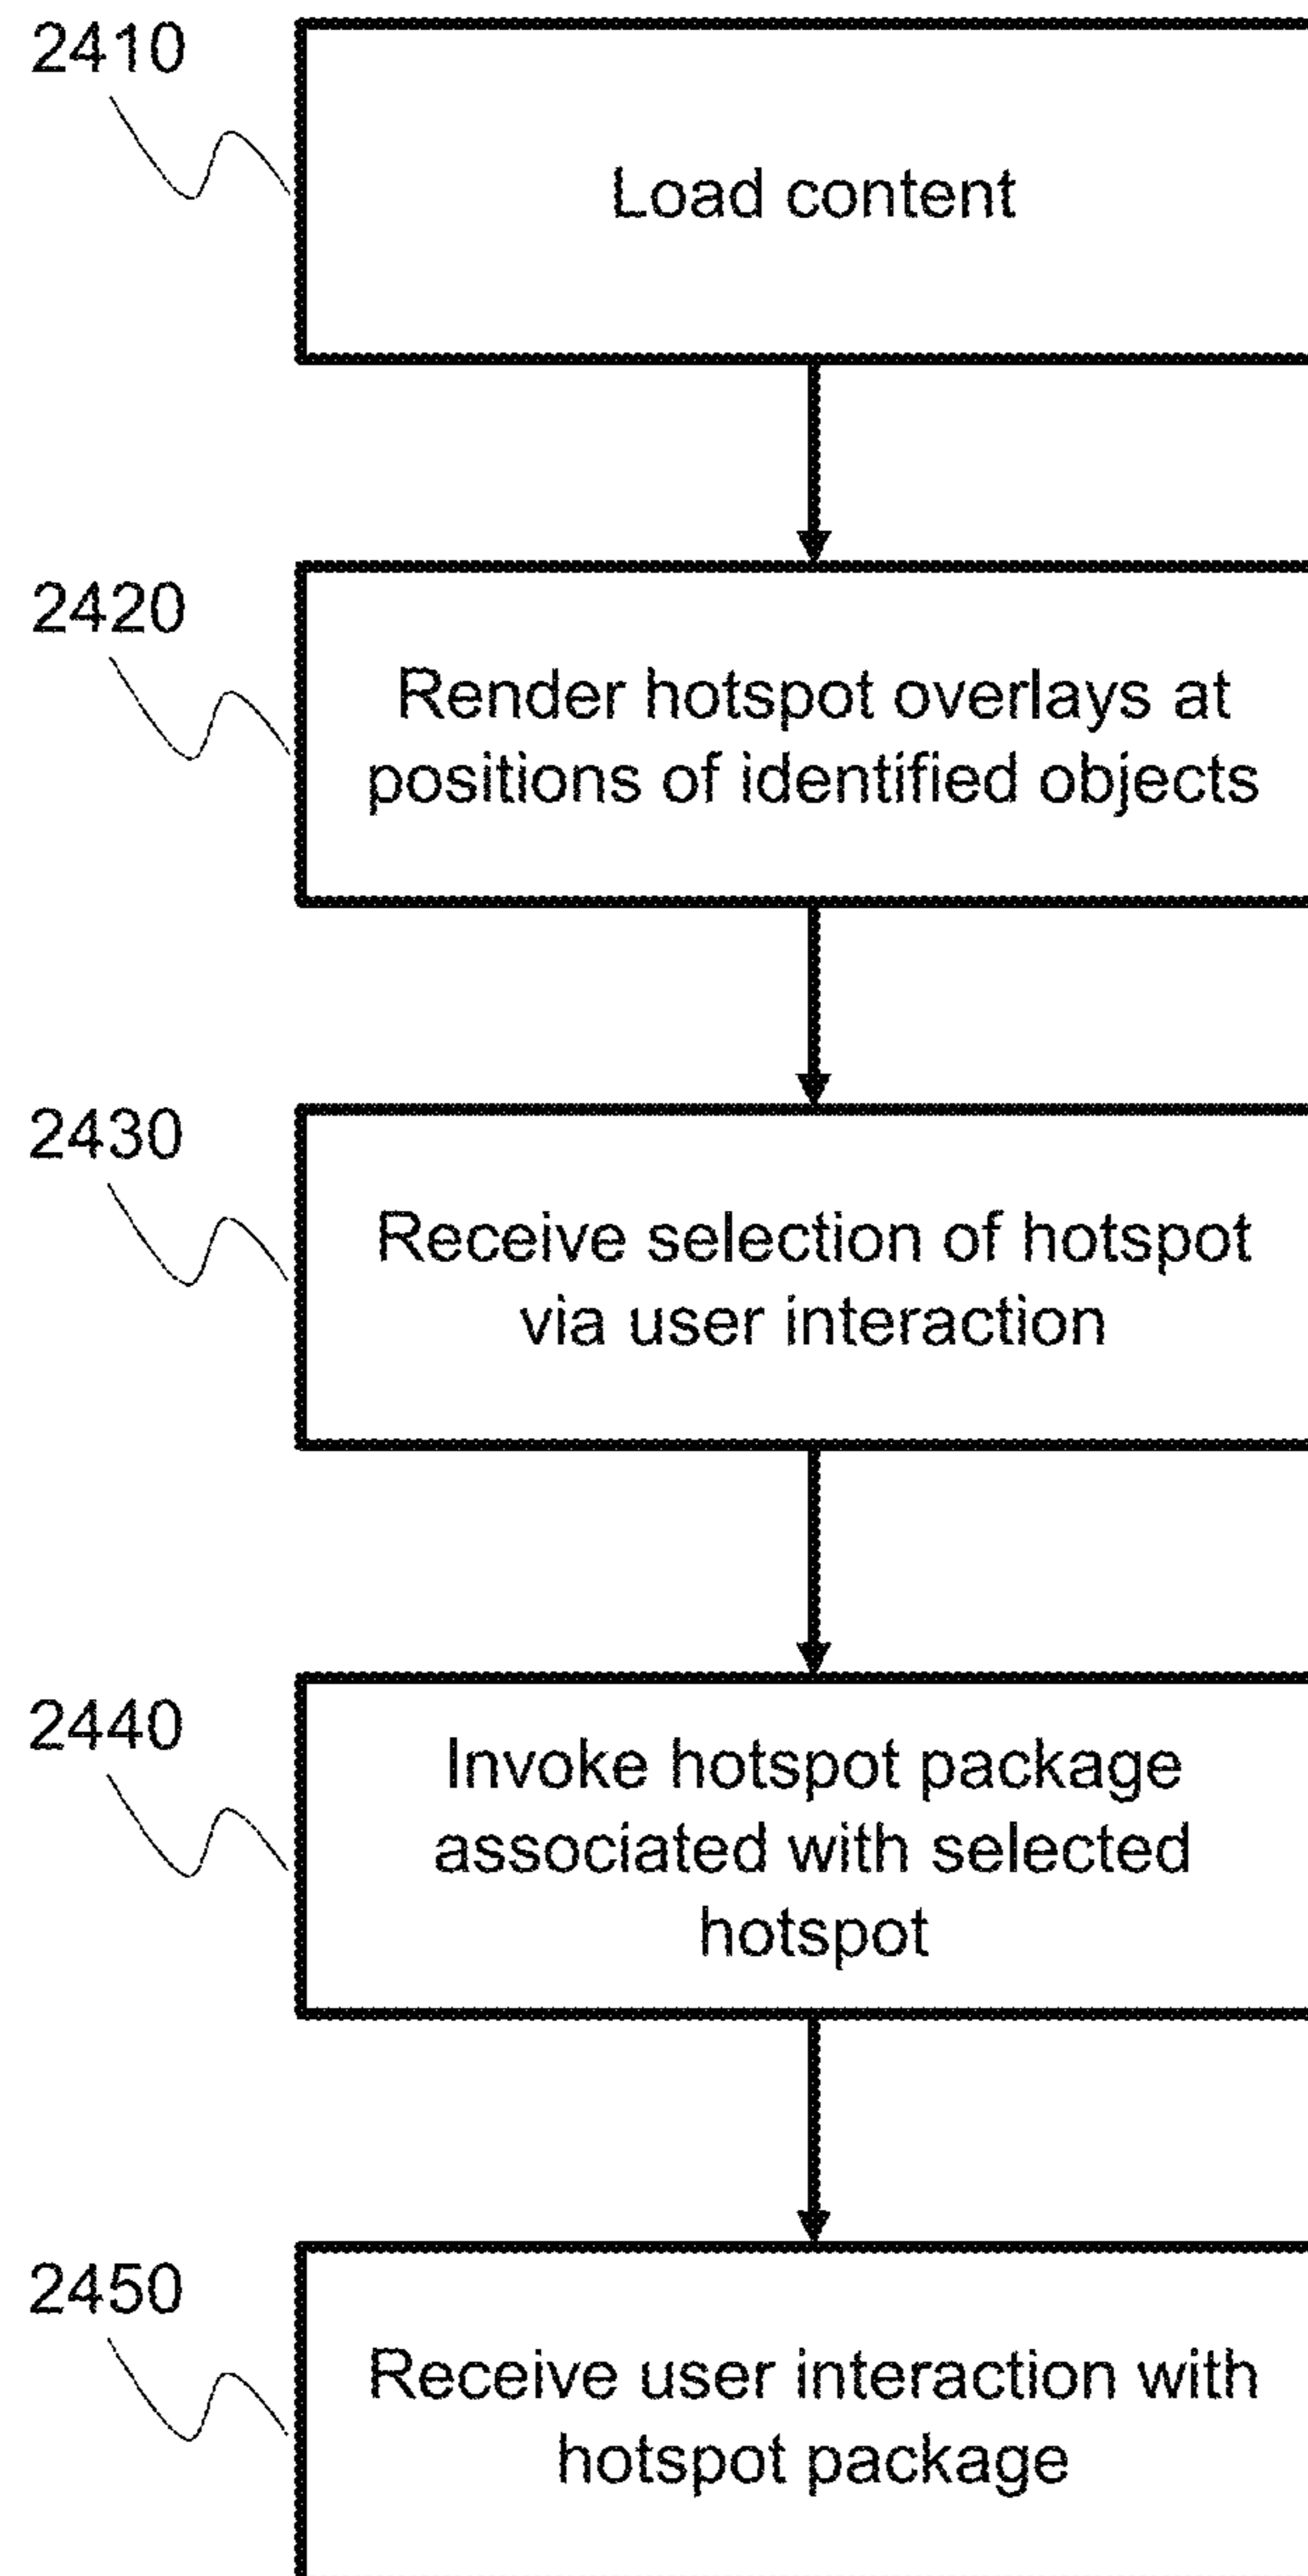 2410
Load content
2420
Render hotspot overlays at
positions of identified objects
2430
Receive selection of hotspot
via user interaction
2440
Invoke hotspot package
associated with selected
hotspot
2450
Receive user interaction with
hotspot package